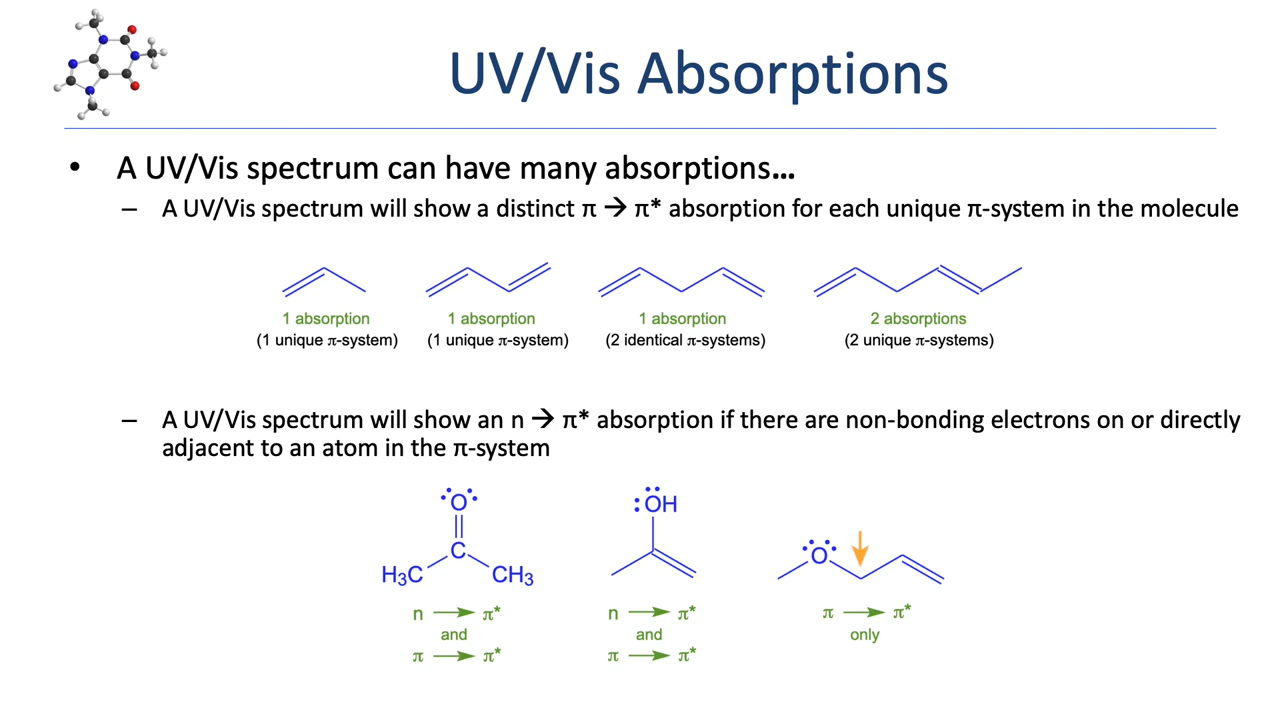 UV/Vis Absorptions
• A UV/Vis spectrum can have many absorptions...
– A UV/Vis spectrum will show a distinct π → π* absorption for each unique π-system in the molecule
1 absorption 1 absorption 1 absorption 2 absorptions
(1 unique π-system) (1 unique π-system) (2 identical π-systems) (2 unique π-systems)
– A UV/Vis spectrum will show an n → π* absorption if there are non-bonding electrons on or directly
adjacent to an atom in the π-system
O :OH
C O
H3C CH3
n → π* n → π* π → π*
and and only
π → π* π → π*